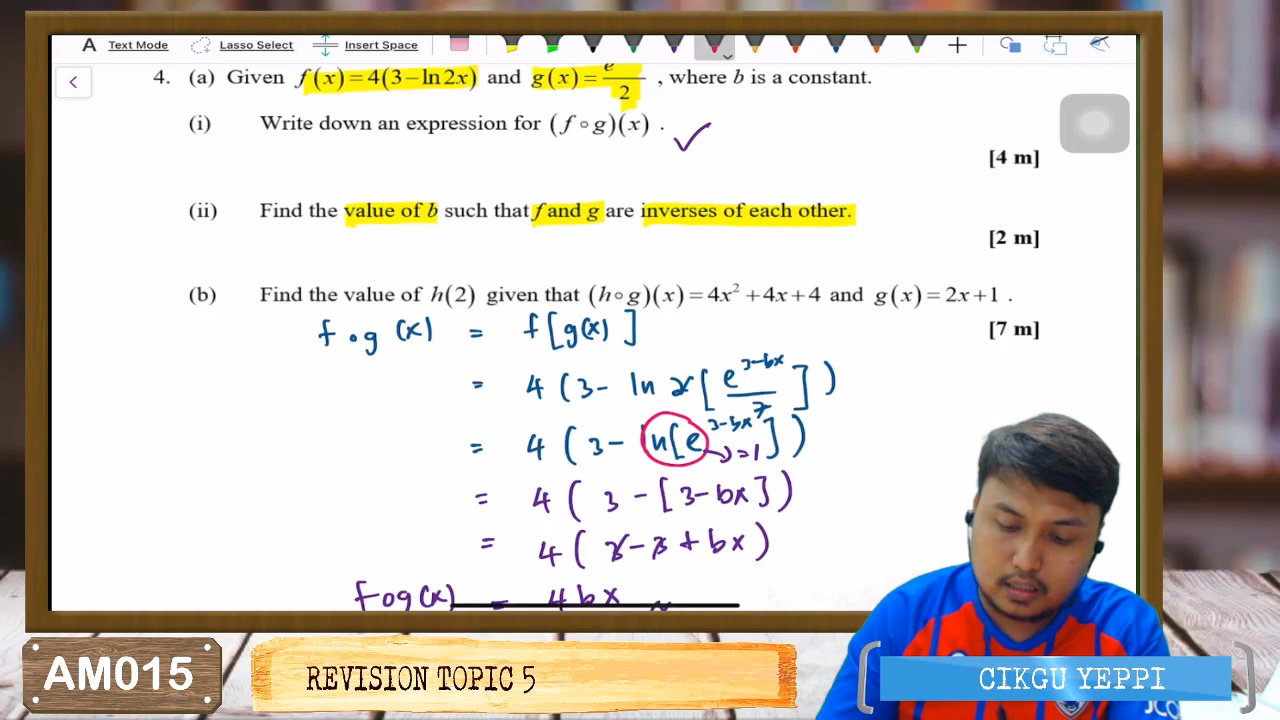 A Text Mode Lasso Select Insert Space
4. (a) Given f(x)=4(3−ln2x) and g(x)=e/2, where b is a constant.
(i) Write down an expression for (f∘g)(x).
[4 m]
(ii) Find the value of b such that f and g are inverses of each other.
[2 m]
(b) Find the value of h(2) given that (h∘g)(x)=4x²+4x+4 and g(x)=2x+1.
[7 m]
f∘g(x) = f[g(x)]
= 4(3− ln 2[e^(3−bx)/2])
= 4(3− ln[e^(3−bx)]) →=1
= 4(3−[3−bx])
= 4(3−3+bx)
fog(x) = 4bx
AM015
REVISION TOPIC 5
CIKGU YEPPI
JCO